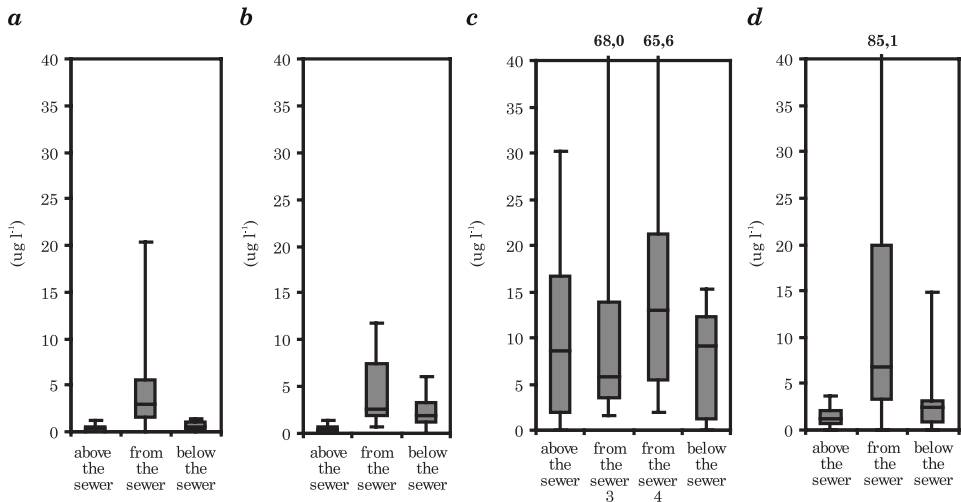 a
40
35
30
25
20
15
10
5
0
(ug l-1)
above
the
sewer
from
the
sewer
below
the
sewer
b
40
35
30
25
20
15
10
5
0
(ug l-1)
above
the
sewer
from
the
sewer
below
the
sewer
c
68,0 65,6
40
35
30
25
20
15
10
5
0
(ug l-1)
above
the
sewer
from
the
sewer
3
from
the
sewer
4
below
the
sewer
d
85,1
40
35
30
25
20
15
10
5
0
(ug l-1)
above
the
sewer
from
the
sewer
below
the
sewer